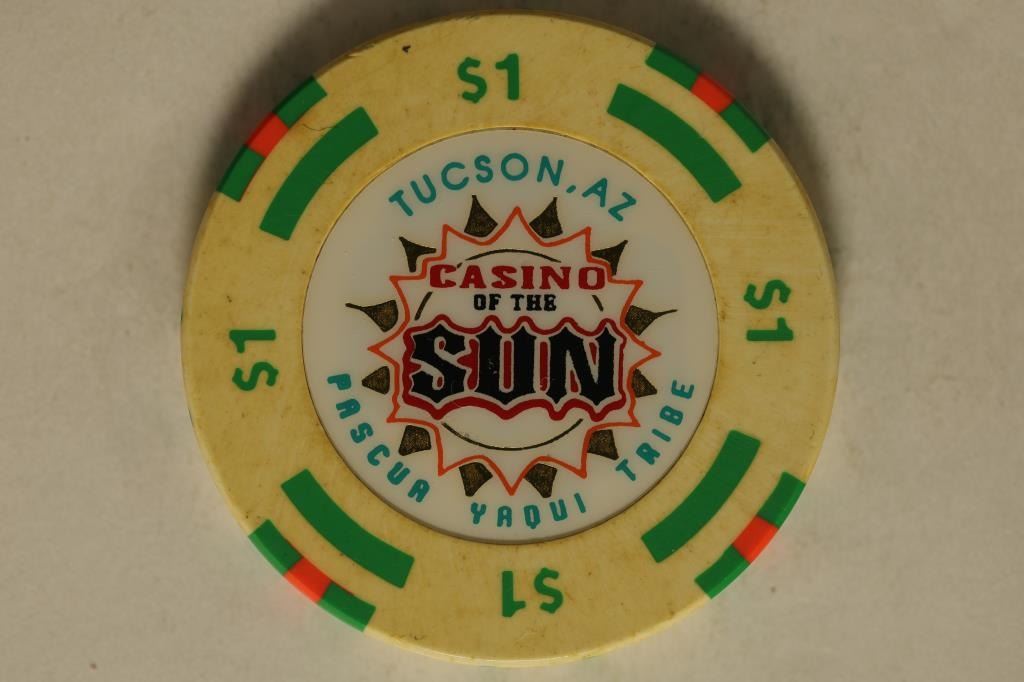 $1
TUCSON, AZ
CASINO
OF THE
SUN
$1
$1
PASCUA YAQUI TRIBE
$1